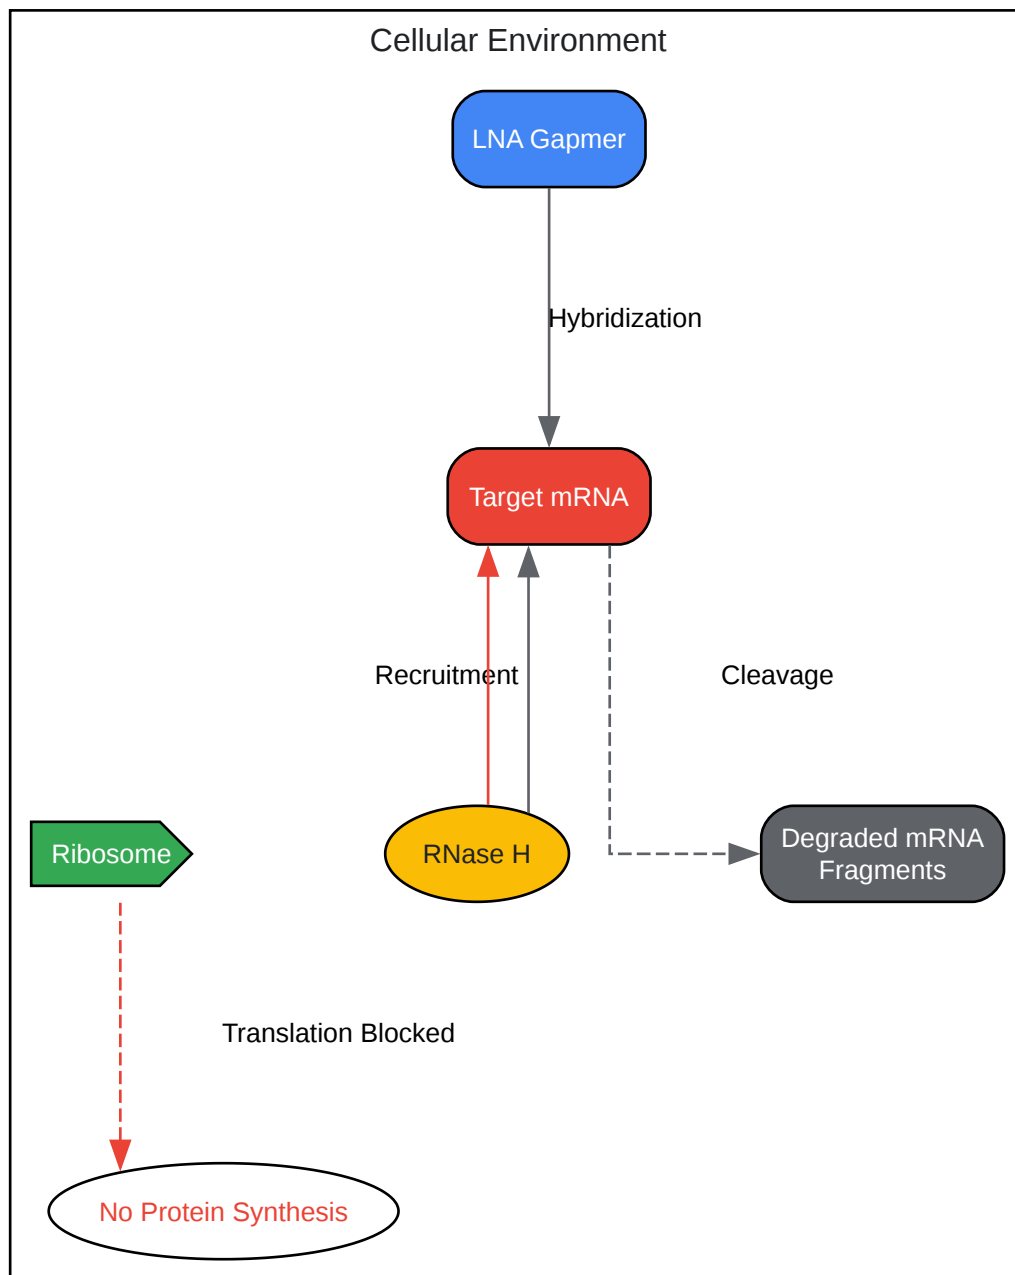 Cellular Environment
LNA Gapmer
Hybridization
Target mRNA
Recruitment
Cleavage
Ribosome
RNase H
Degraded mRNA
Fragments
Translation Blocked
No Protein Synthesis